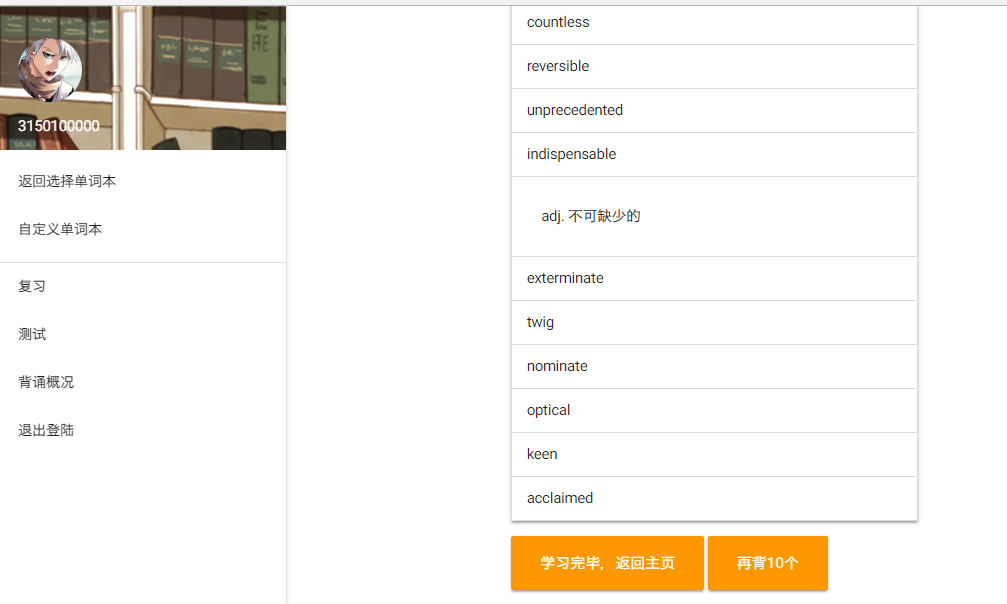 3150100000
返回选择单词本
自定义单词本
复习
测试
背诵概况
退出登陆
countless
reversible
unprecedented
indispensable
adj. 不可缺少的
exterminate
twig
nominate
optical
keen
acclaimed
学习完毕，返回主页
再背10个